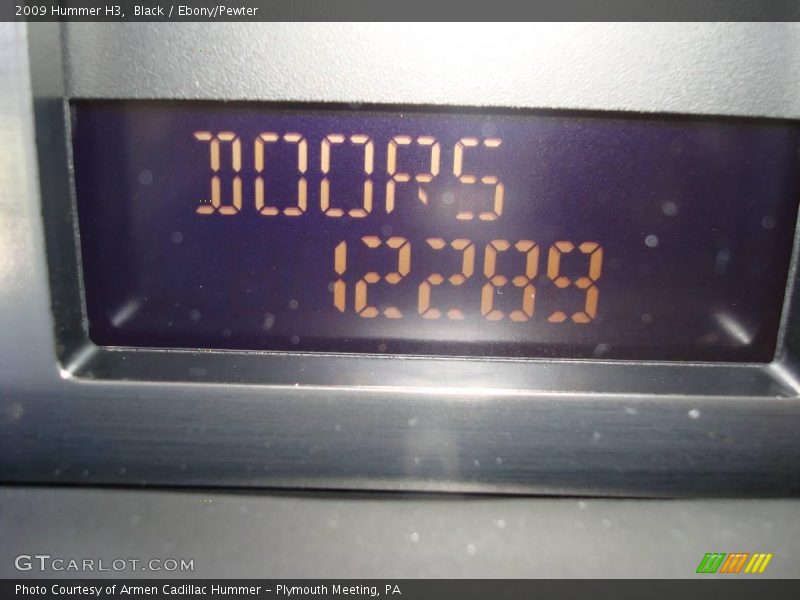 2009 Hummer H3, Black / Ebony/Pewter
DOORS
12289
GTCARLOT.COM
Photo Courtesy of Armen Cadillac Hummer - Plymouth Meeting, PA